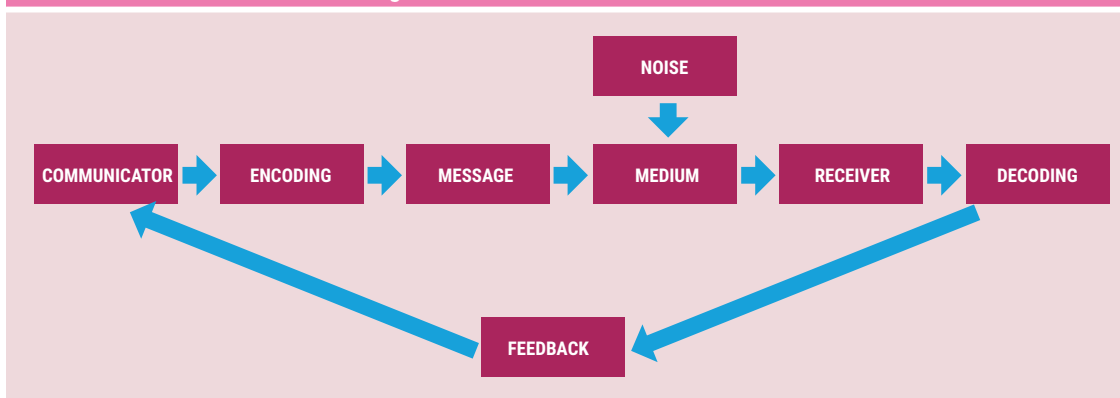 NOISE
COMMUNICATOR
ENCODING
MESSAGE
MEDIUM
RECEIVER
DECODING
FEEDBACK